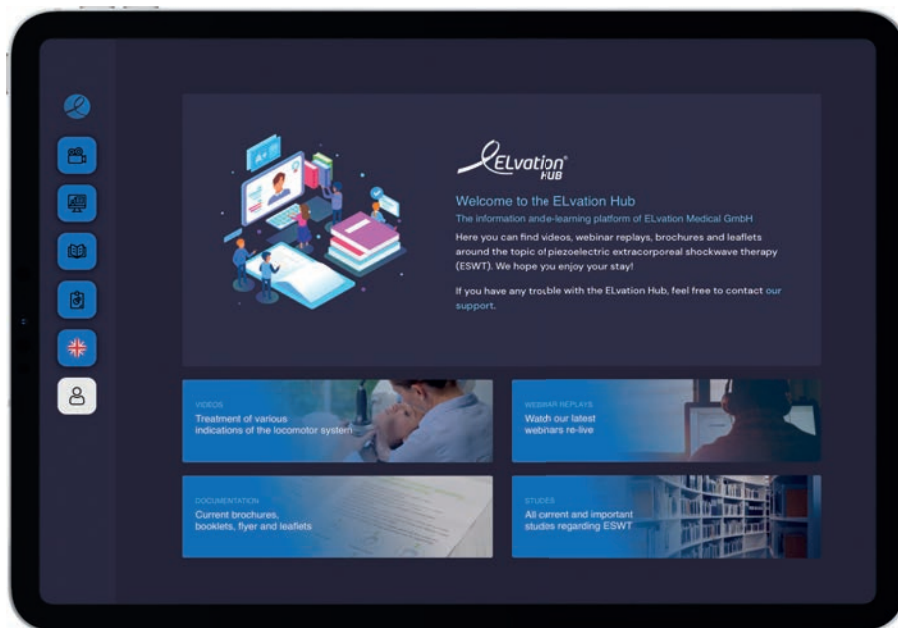 A+
ELvation®
HUB
Welcome to the ELvation Hub
The information ande-learning platform of ELvation Medical GmbH
Here you can find videos, webinar replays, brochures and leaflets
around the topic of piezoelectric extracorporeal shockwave therapy
(ESWT). We hope you enjoy your stay!
If you have any trouble with the ELvation Hub, feel free to contact our
support.
VIDEOS
Treatment of various
indications of the locomotor system
WEBINAR REPLAYS
Watch our latest
webinars re-live
DOCUMENTATION
Current brochures,
booklets, flyer and leaflets
STUDES
All current and important
studes regarding ESWT